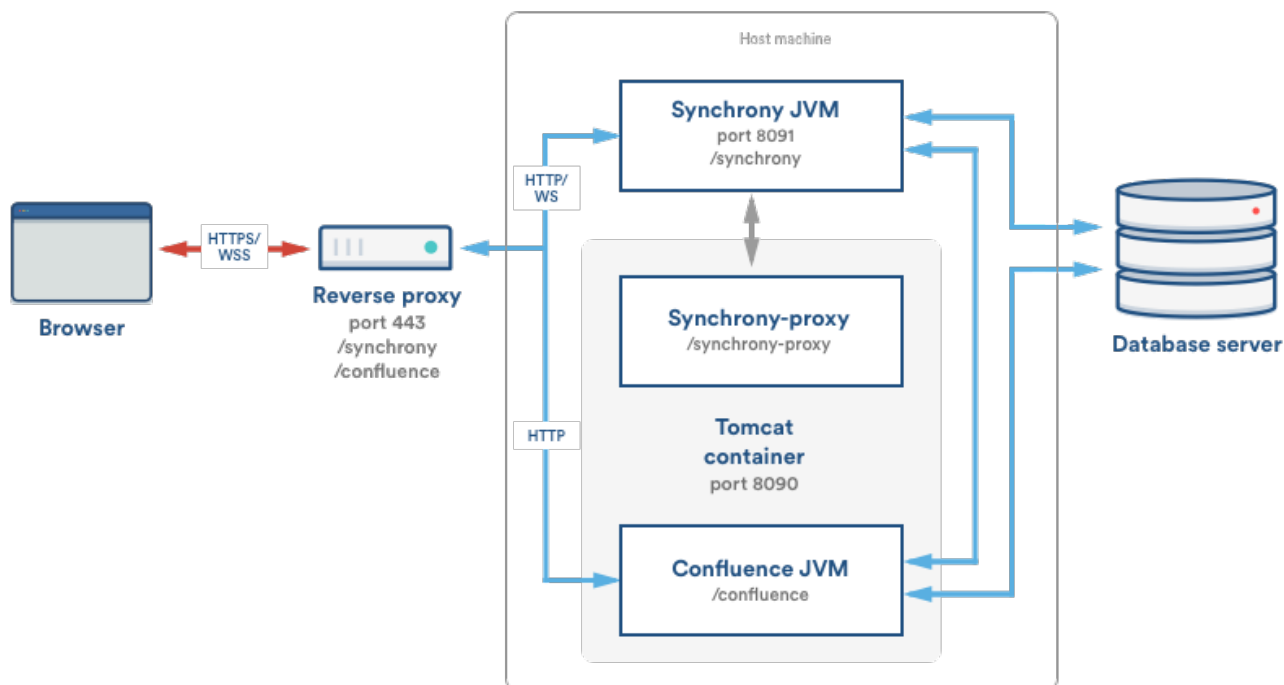 Host machine
Synchrony JVM
port 8091
/synchrony
HTTP/
WS
HTTPS/
WSS
Browser
Reverse proxy
port 443
/synchrony
/confluence
Synchrony-proxy
/synchrony-proxy
Database server
HTTP
Tomcat
container
port 8090
Confluence JVM
/confluence